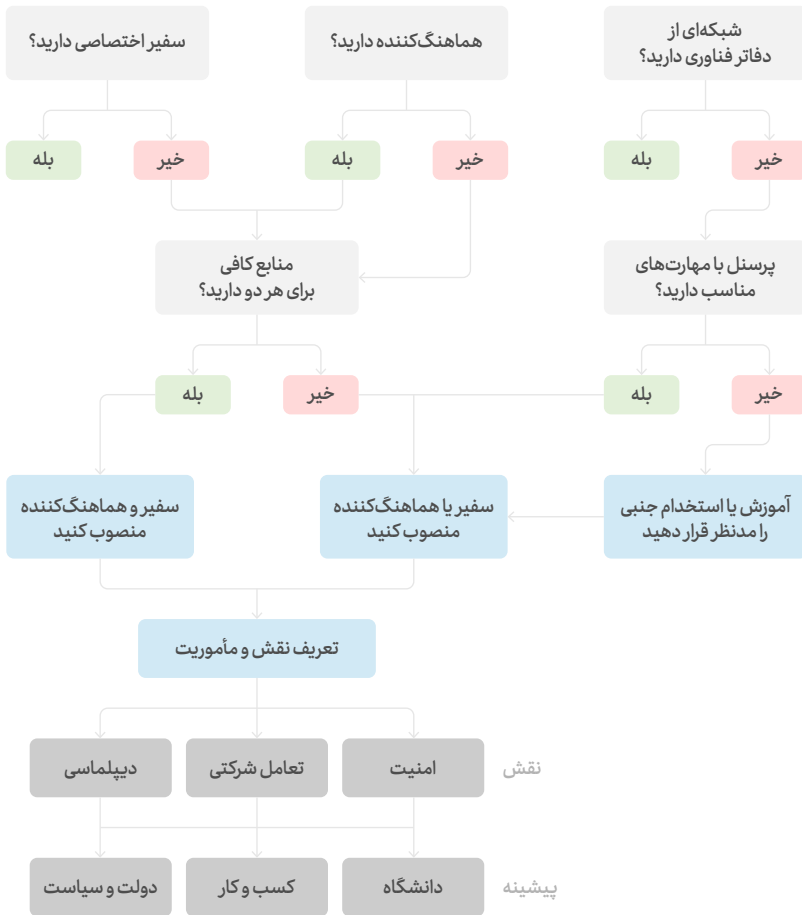 شبکه‌ای از
دفاتر فناوری دارید؟
هماهنگ‌کننده دارید؟
سفیر اختصاصی دارید؟
خیر
بله
خیر
بله
خیر
بله
پرسنل با مهارت‌های
مناسب دارید؟
منابع کافی
برای هر دو دارید؟
خیر
بله
خیر
بله
آموزش یا استخدام جنبی
را مدنظر قرار دهید
سفیر یا هماهنگ‌کننده
منصوب کنید
سفیر و هماهنگ‌کننده
منصوب کنید
تعریف نقش و مأموریت
نقش
امنیت
تعامل شرکتی
دیپلماسی
پیشینه
دانشگاه
کسب و کار
دولت و سیاست